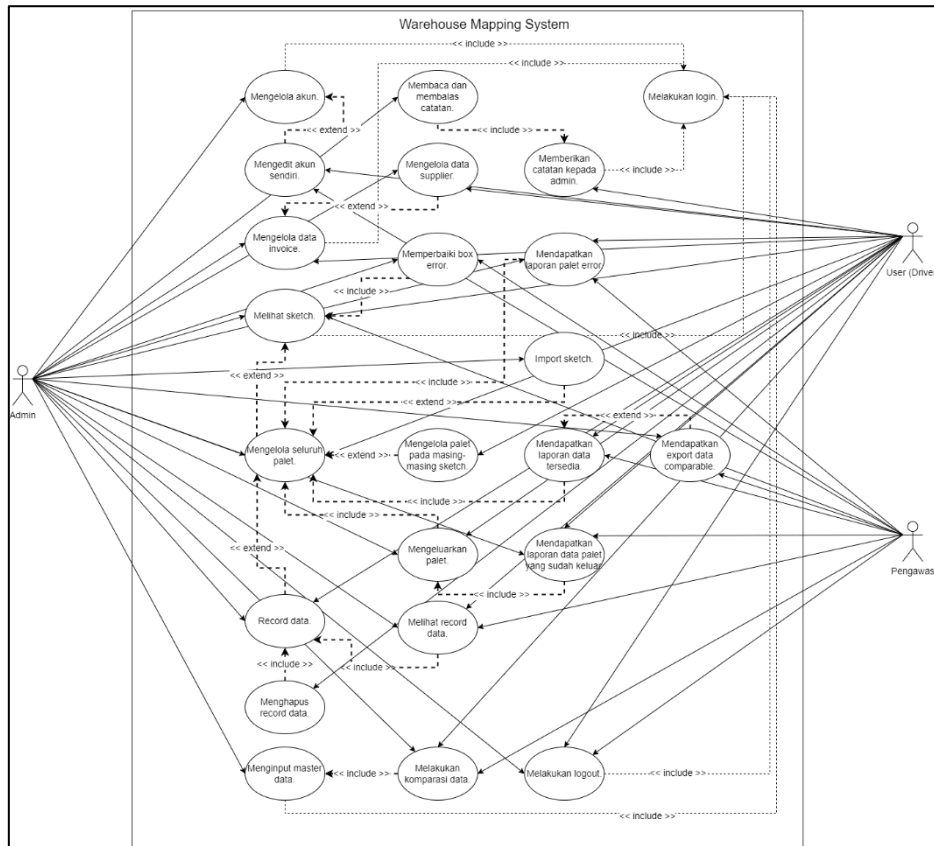 Warehouse Mapping System
<< include >>
<< include >>
Mengelola akun.
Membaca dan
membalas
catatan.
Melakukan login.
<< extend >>
<< include >>
Mengedit akun
sendiri.
Mengelola data
supplier.
Memberikan
catatan kepada
admin.
<< include >>
<< extend >>
Mengelola data
invoice.
Memperbaiki box
error.
Mendapatkan
laporan palet error.
User (Driver
<< include >>
Melihat sketch.
<< include >>
Import sketch.
<< extend >>
<< include >>
<< extend >>
Admin
<< extend >>
Mengelola seluruh
palet.
<< extend >>
Mengelola palet
pada masing-
masing sketch.
Mendapatkan
laporan data
tersedia.
Mendapatkan
export data
comparable.
<< include >>
<< extend >>
Mengeluarkan
palet.
Mendapatkan
laporan data palet
yang sudah keluar
Pengawas
<< include >>
Record data.
Melihat record
data.
<< include >>
<< include >>
Menghapus
record data.
Menginput master
data.
<< include >>
Melakukan
komparasi data.
Melakukan logout.
<< include >>
<< include >>